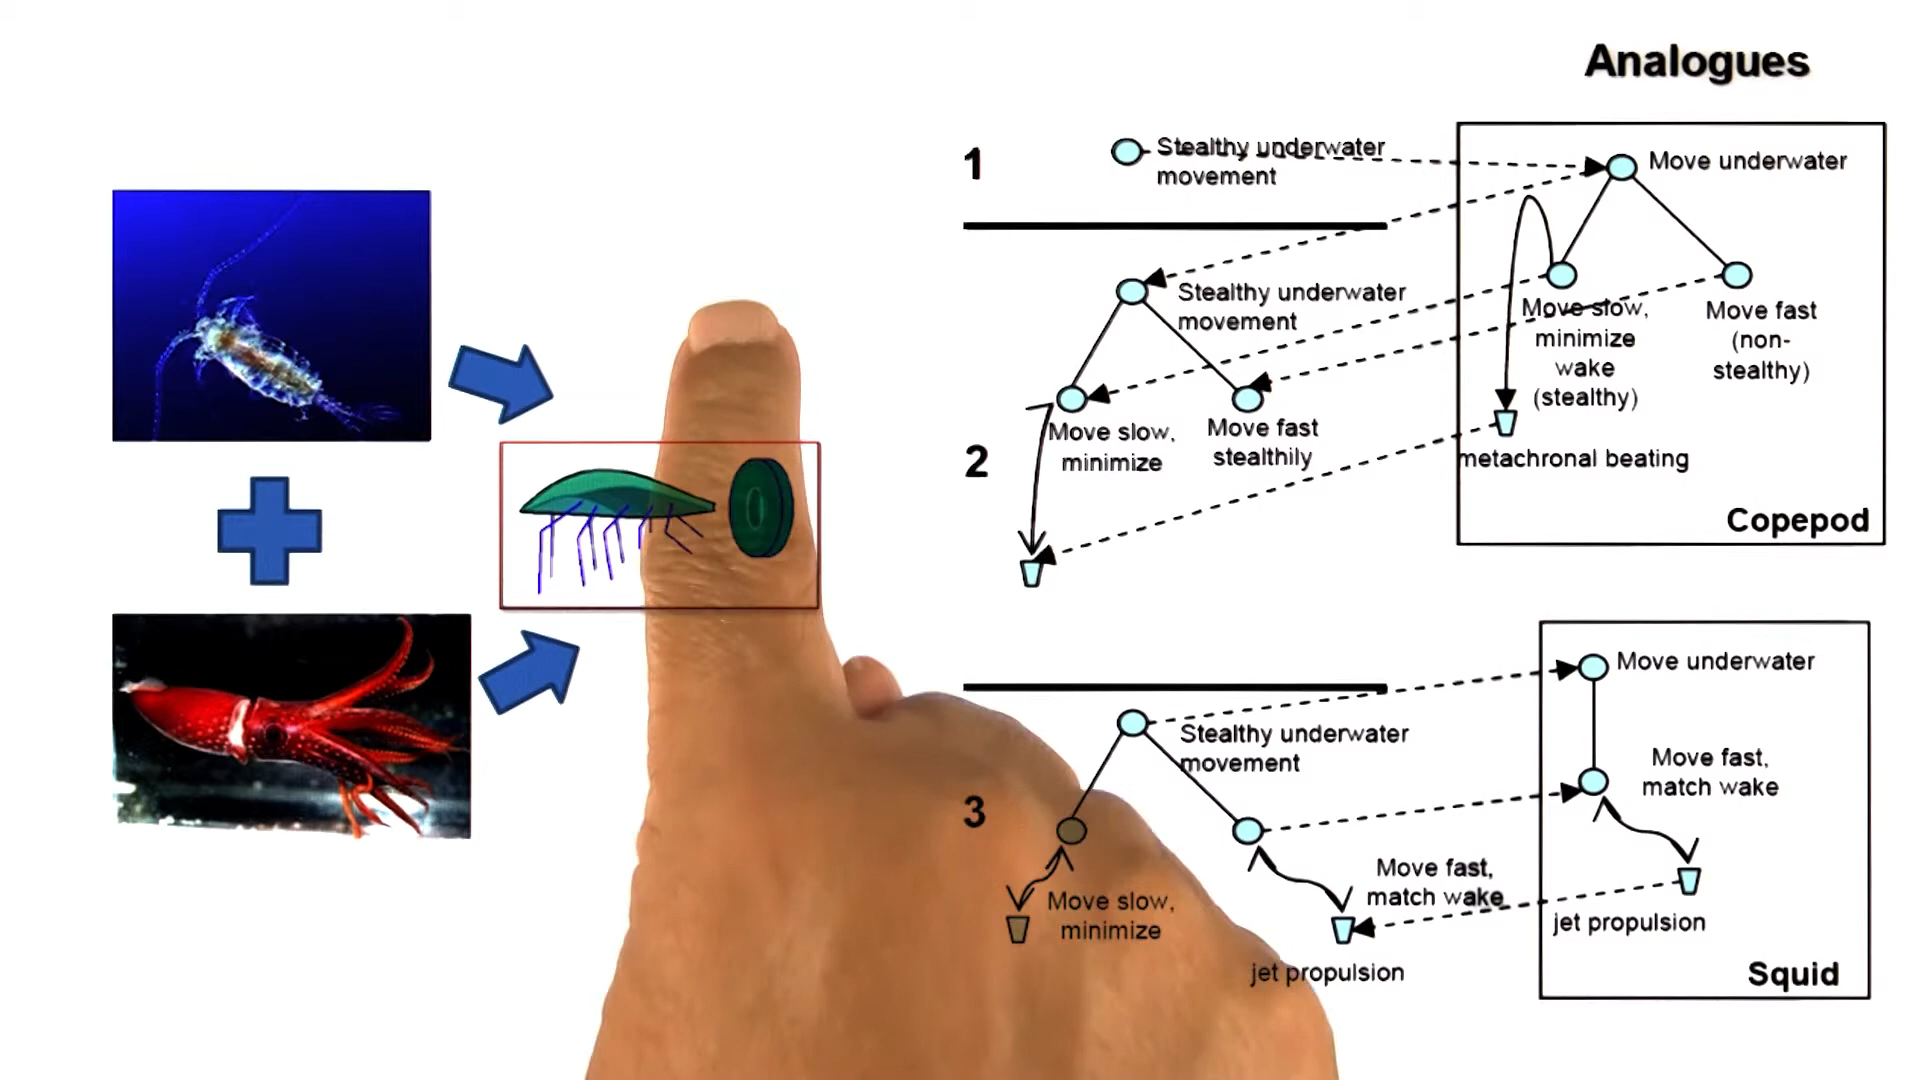 Analogues
1
Stealthy underwater
movement
Move underwater
Move slow,
minimize
wake
(stealthy)
Move fast
(non-
stealthy)
metachronal beating
Copepod
2
Stealthy underwater
movement
Move slow,
minimize
Move fast
stealthily
3
Stealthy underwater
movement
Move slow,
minimize
Move fast,
match wake
jet propulsion
Move underwater
Move fast,
match wake
jet propulsion
Squid